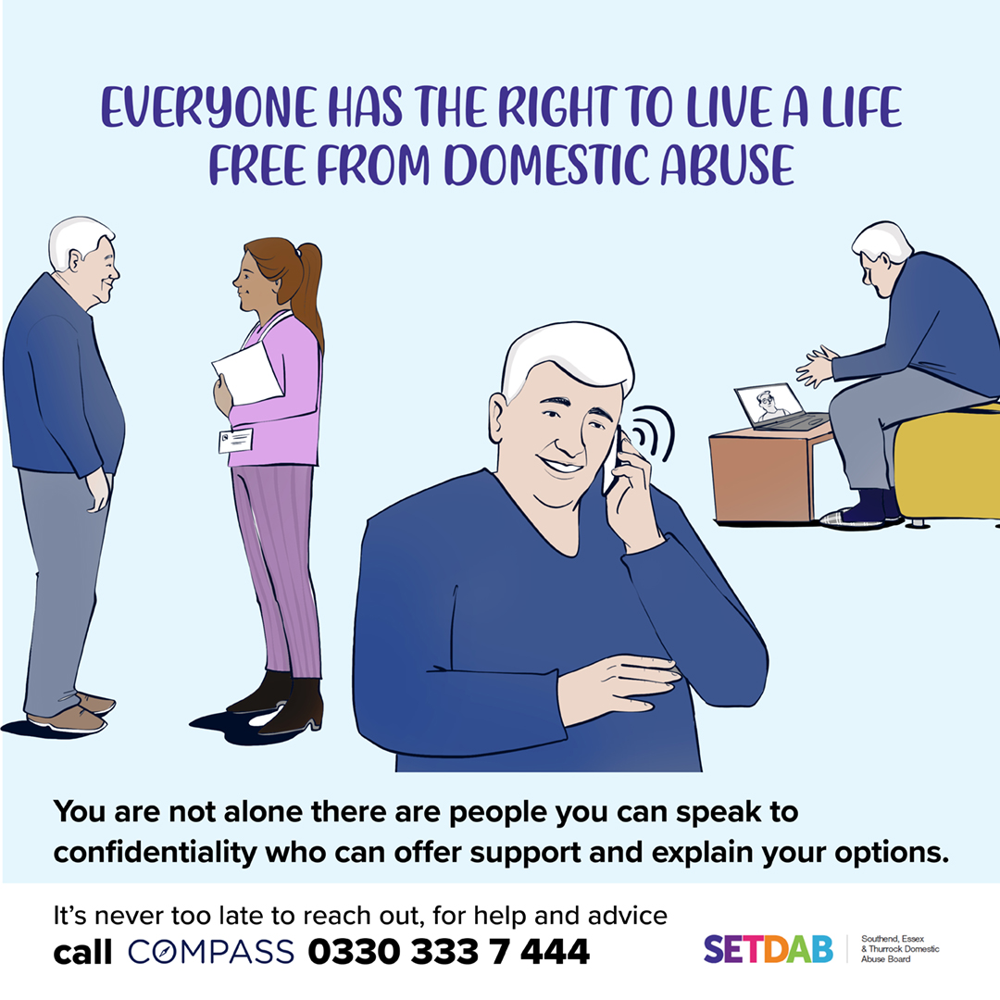 EVERYONE HAS THE RIGHT TO LIVE A LIFE
FREE FROM DOMESTIC ABUSE
You are not alone there are people you can speak to
confidentiality who can offer support and explain your options.
It's never too late to reach out, for help and advice
call COMPASS 0330 333 7 444
SETDAB
Southend, Essex
& Thurrock Domestic
Abuse Board